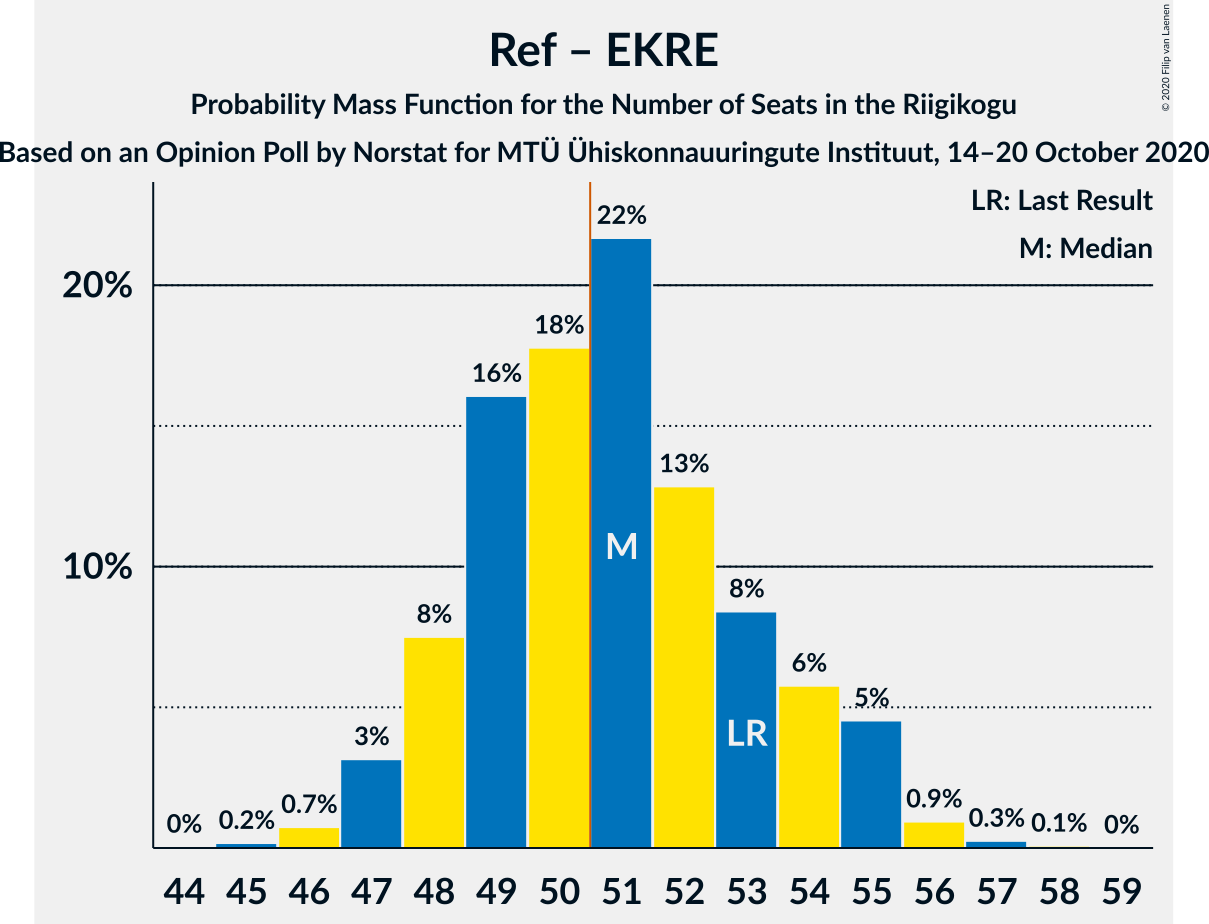 Ref – EKRE
Probability Mass Function for the Number of Seats in the Riigikogu
Based on an Opinion Poll by Norstat for MTÜ Ühiskonnauuringute Instituut, 14–20 October 2020
© 2020 Filip van Laenen
LR: Last Result
M: Median
20%
10%
0%
0.2%
0.7%
3%
8%
16%
18%
22%
13%
8%
6%
5%
0.9%
0.3%
0.1%
0%
M
LR
44 45 46 47 48 49 50 51 52 53 54 55 56 57 58 59